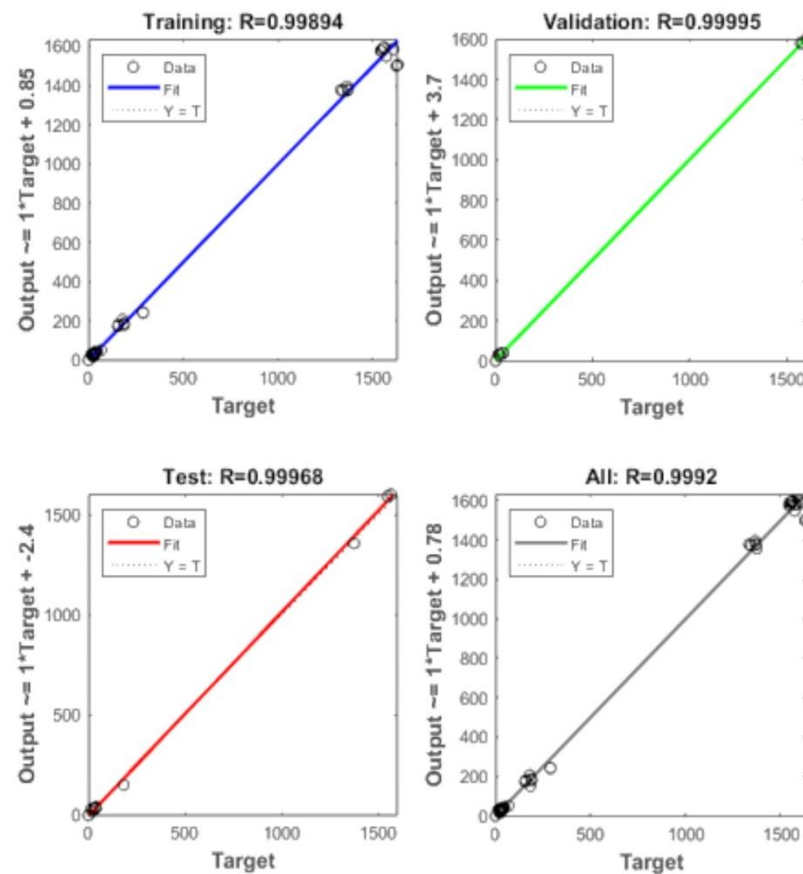 Training: R=0.99894
Output ~= 1*Target + 0.85
1600
1400
1200
1000
800
600
400
200
0
Data
Fit
Y = T
0 500 1000 1500
Target
Validation: R=0.99995
Output ~= 1*Target + 3.7
1600
1400
1200
1000
800
600
400
200
0
Data
Fit
Y = T
0 500 1000 1500
Target
Test: R=0.99968
Output ~= 1*Target + -2.4
1500
1000
500
0
Data
Fit
Y = T
0 500 1000 1500
Target
All: R=0.9992
Output ~= 1*Target + 0.78
1600
1400
1200
1000
800
600
400
200
0
Data
Fit
Y = T
0 500 1000 1500
Target